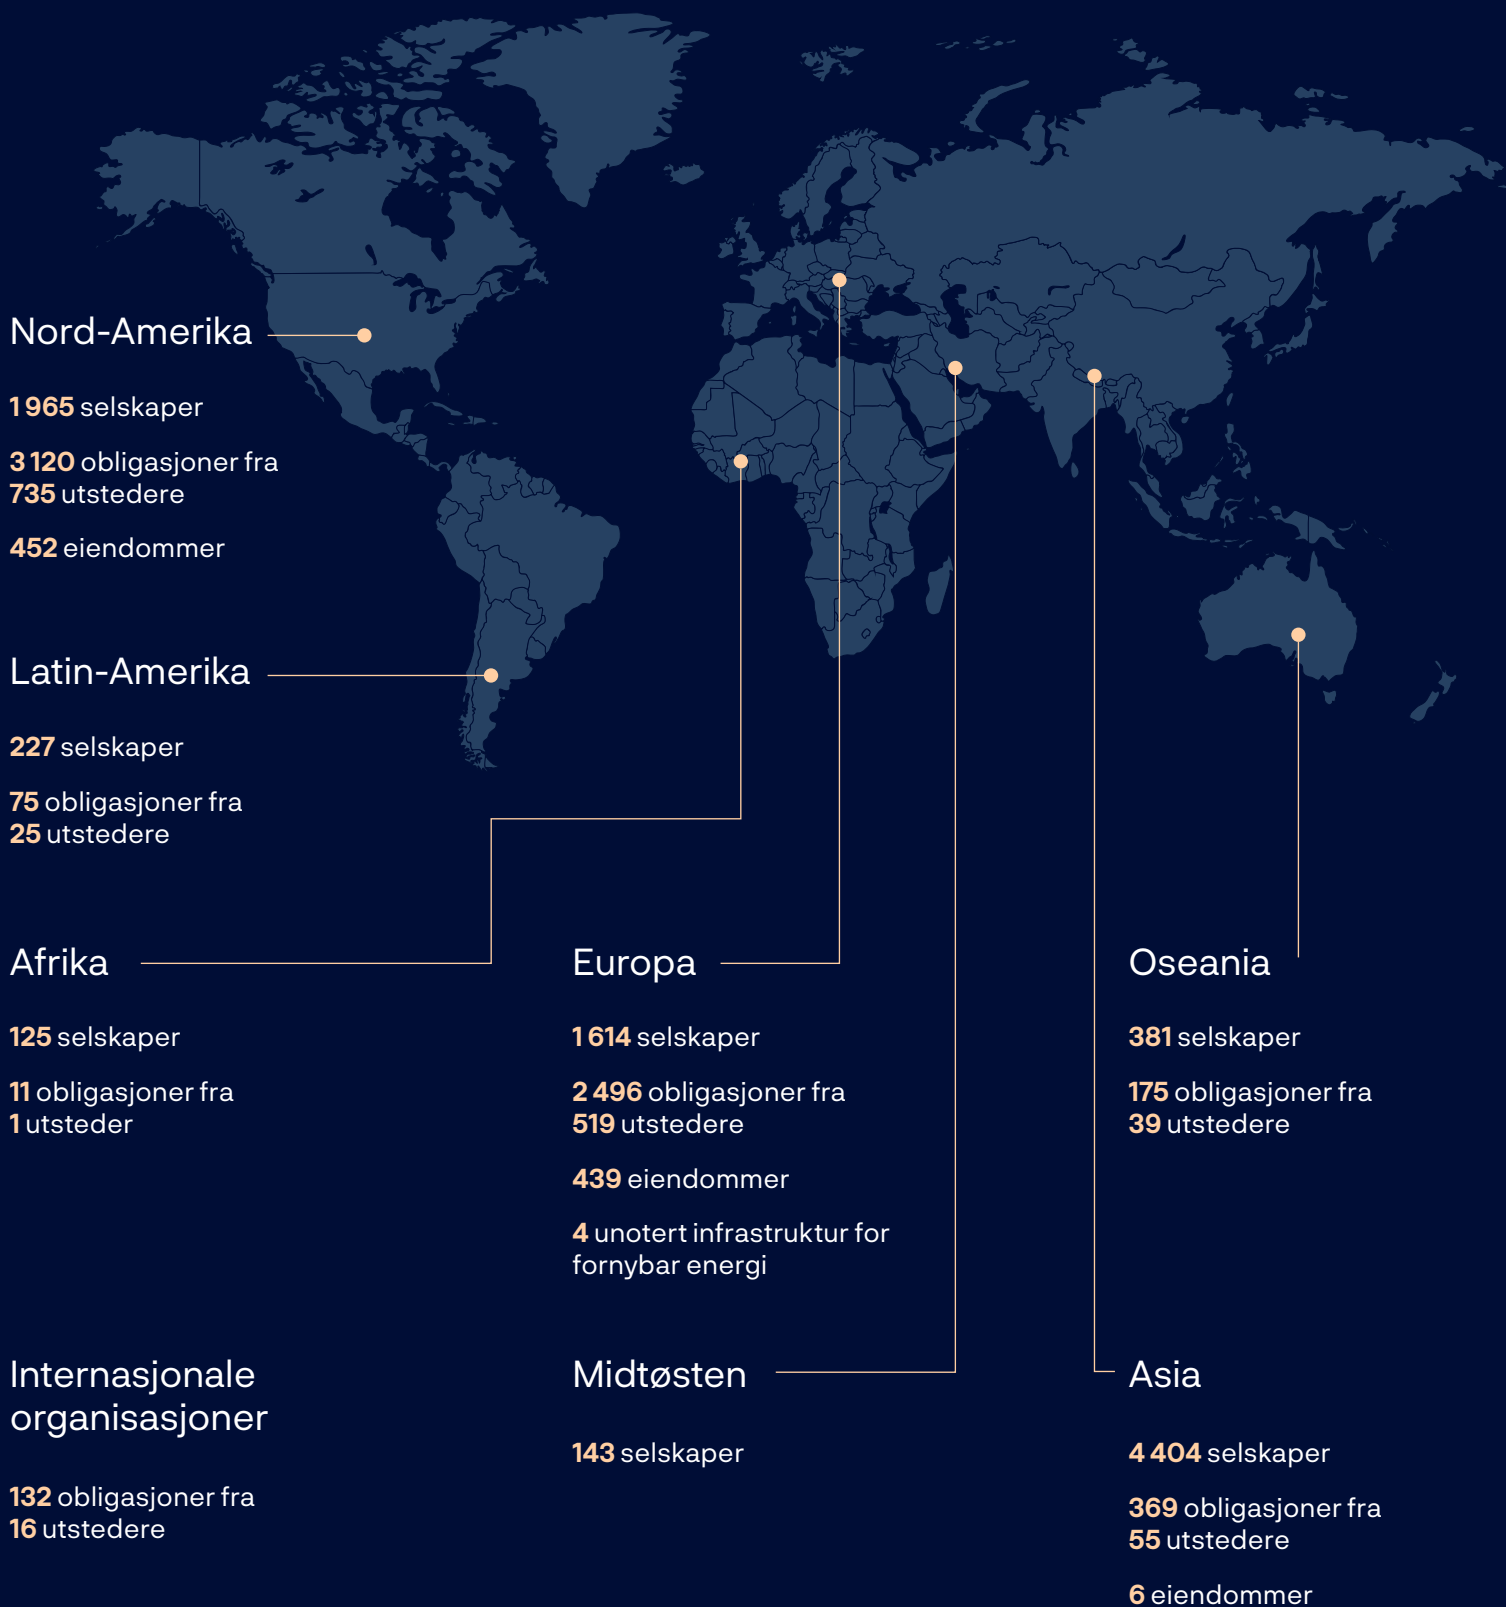 Nord-Amerika
1 965 selskaper
3 120 obligasjoner fra
735 utstedere
452 eiendommer
Latin-Amerika
227 selskaper
75 obligasjoner fra
25 utstedere
Afrika
125 selskaper
11 obligasjoner fra
1 utsteder
Europa
1 614 selskaper
2 496 obligasjoner fra
519 utstedere
439 eiendommer
4 unotert infrastruktur for
fornybar energi
Oseania
381 selskaper
175 obligasjoner fra
39 utstedere
Internasjonale
organisasjoner
132 obligasjoner fra
16 utstedere
Midtøsten
143 selskaper
Asia
4 404 selskaper
369 obligasjoner fra
55 utstedere
6 eiendommer